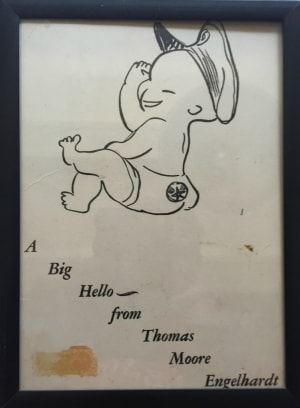 A
Big
Hello —
from
Thomas
Moore
Engelhardt